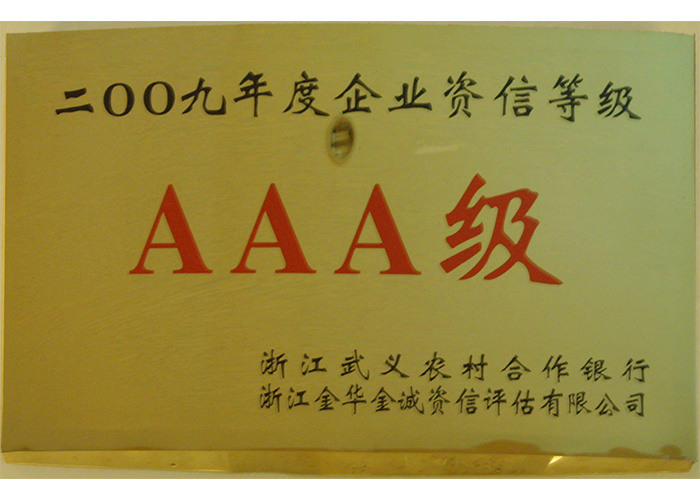 二OO九年度企业资信等级
AAA级
浙江武义农村合作银行
浙江金华金诚资信评估有限公司